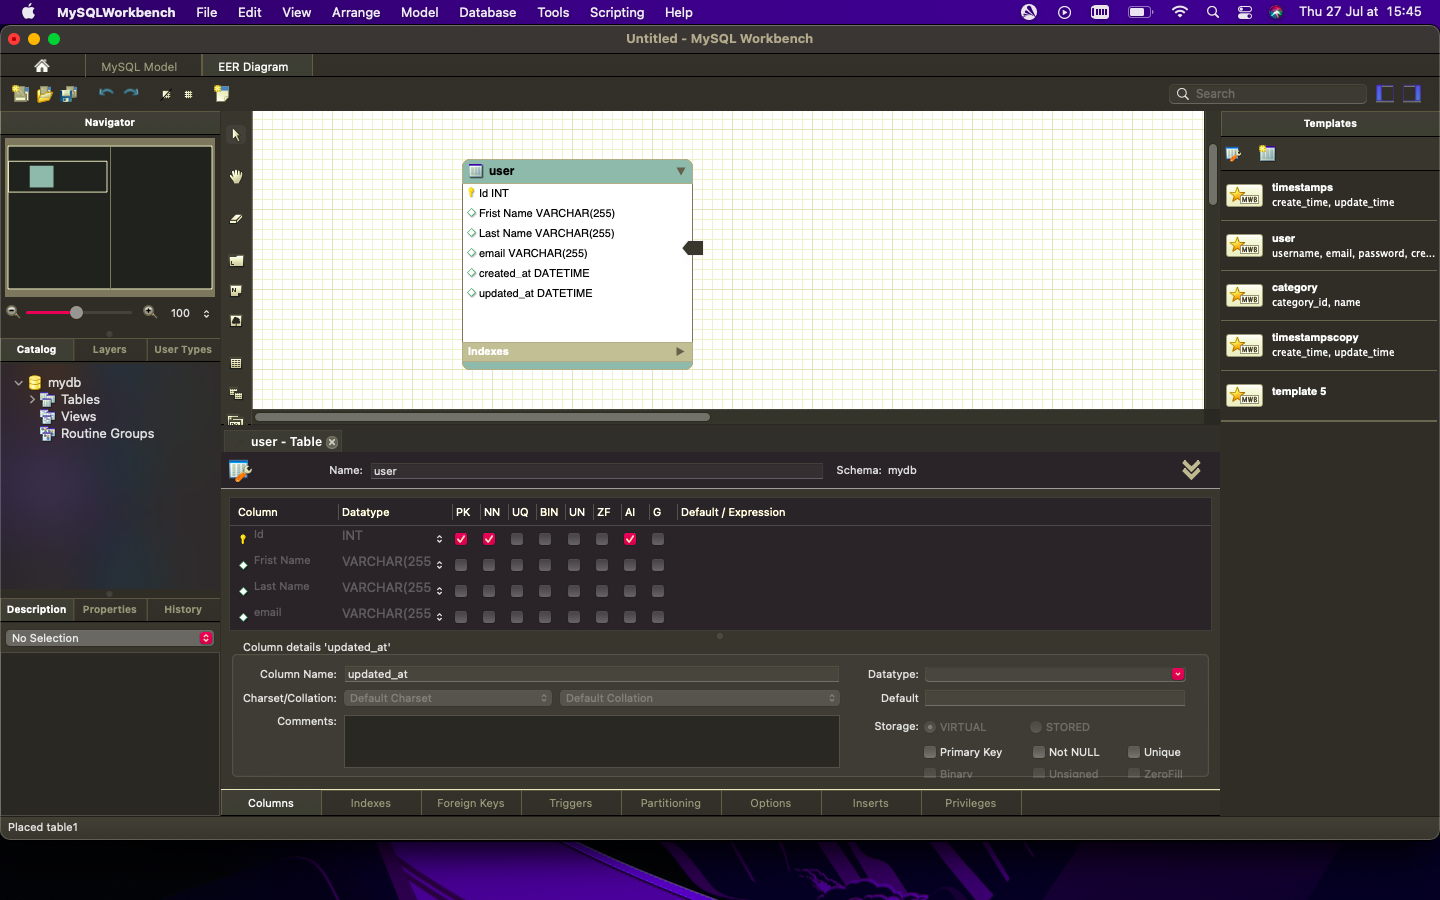 MySQLWorkbench File Edit View Arrange Model Database Tools Scripting Help Thu 27 Jul at 15:45
Untitled - MySQL Workbench
MySQL Model EER Diagram
Search
Navigator
Templates
100
Catalog Layers User Types
mydb
Tables
Views
Routine Groups
Description Properties History
No Selection
user
Id INT
Frist Name VARCHAR(255)
Last Name VARCHAR(255)
email VARCHAR(255)
created_at DATETIME
updated_at DATETIME
Indexes
MWB
timestamps
create_time, update_time
MWB
user
username, email, password, cre...
MWB
category
category_id, name
MWB
timestampscopy
create_time, update_time
MWB
template 5
user - Table
Name: user Schema: mydb
Column Datatype PK NN UQ BIN UN ZF AI G Default / Expression
Id INT
Frist Name VARCHAR(255
Last Name VARCHAR(255
email VARCHAR(255
Column details 'updated_at'
Column Name: updated_at Datatype:
Charset/Collation: Default Charset Default Collation Default
Comments: Storage: VIRTUAL STORED
Primary Key Not NULL Unique
Binary Unsigned ZeroFill
Columns Indexes Foreign Keys Triggers Partitioning Options Inserts Privileges
Placed table1